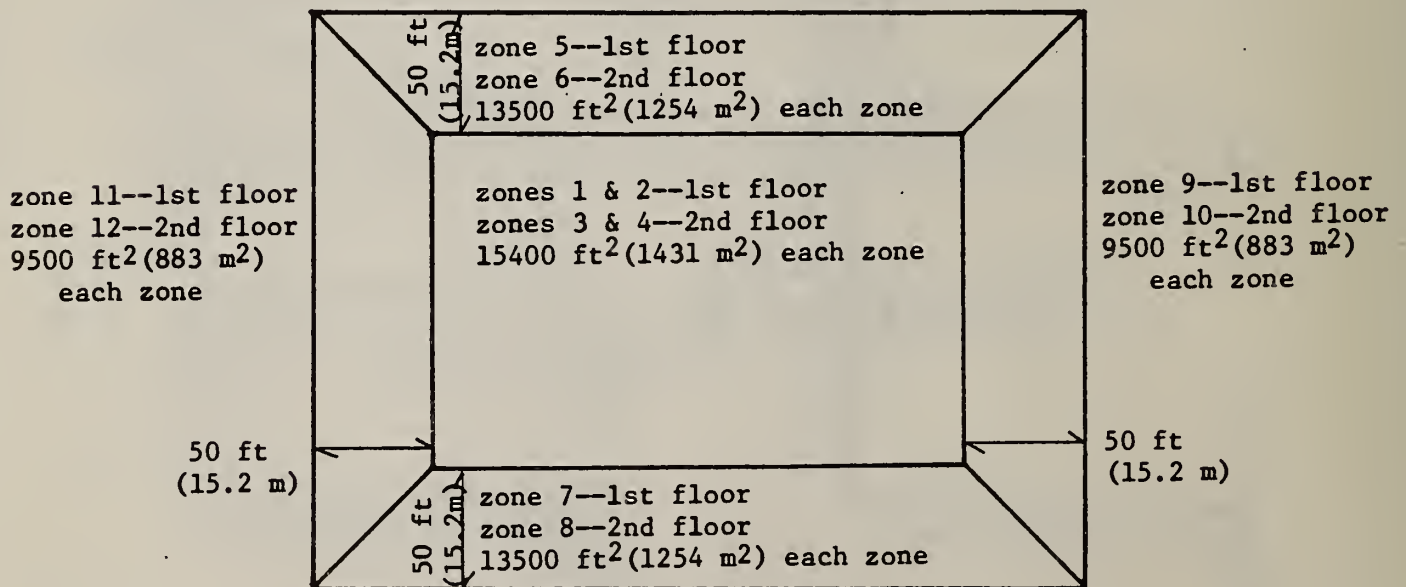 50 ft
(15.2m)
zone 5--1st floor
zone 6--2nd floor
13500 ft² (1254 m²) each zone
zone 11--1st floor
zone 12--2nd floor
9500 ft² (883 m²)
each zone
zones 1 & 2--1st floor
zones 3 & 4--2nd floor
15400 ft² (1431 m²) each zone
zone 9--1st floor
zone 10--2nd floor
9500 ft² (883 m²)
each zone
50 ft
(15.2 m)
50 ft
(15.2 m)
50 ft
(15.2m)
zone 7--1st floor
zone 8--2nd floor
13500 ft² (1254 m²) each zone